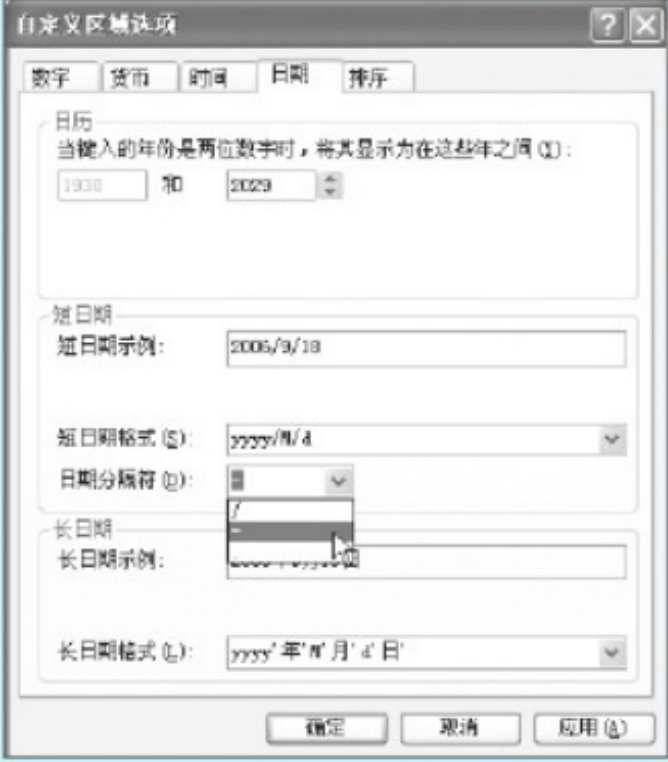 自定义区域选项
数字 货币 时间 日期 排序
日历
当键入的年份是两位数字时，将其显示为在这些年之间(Y):
1930 和 2029
短日期
短日期示例: 2006/9/18
短日期格式(S): yyyy/M/d
日期分隔符(D): -
/
-
长日期
长日期示例:
长日期格式(L): yyyy'年'M'月'd'日'
确定 取消 应用(A)